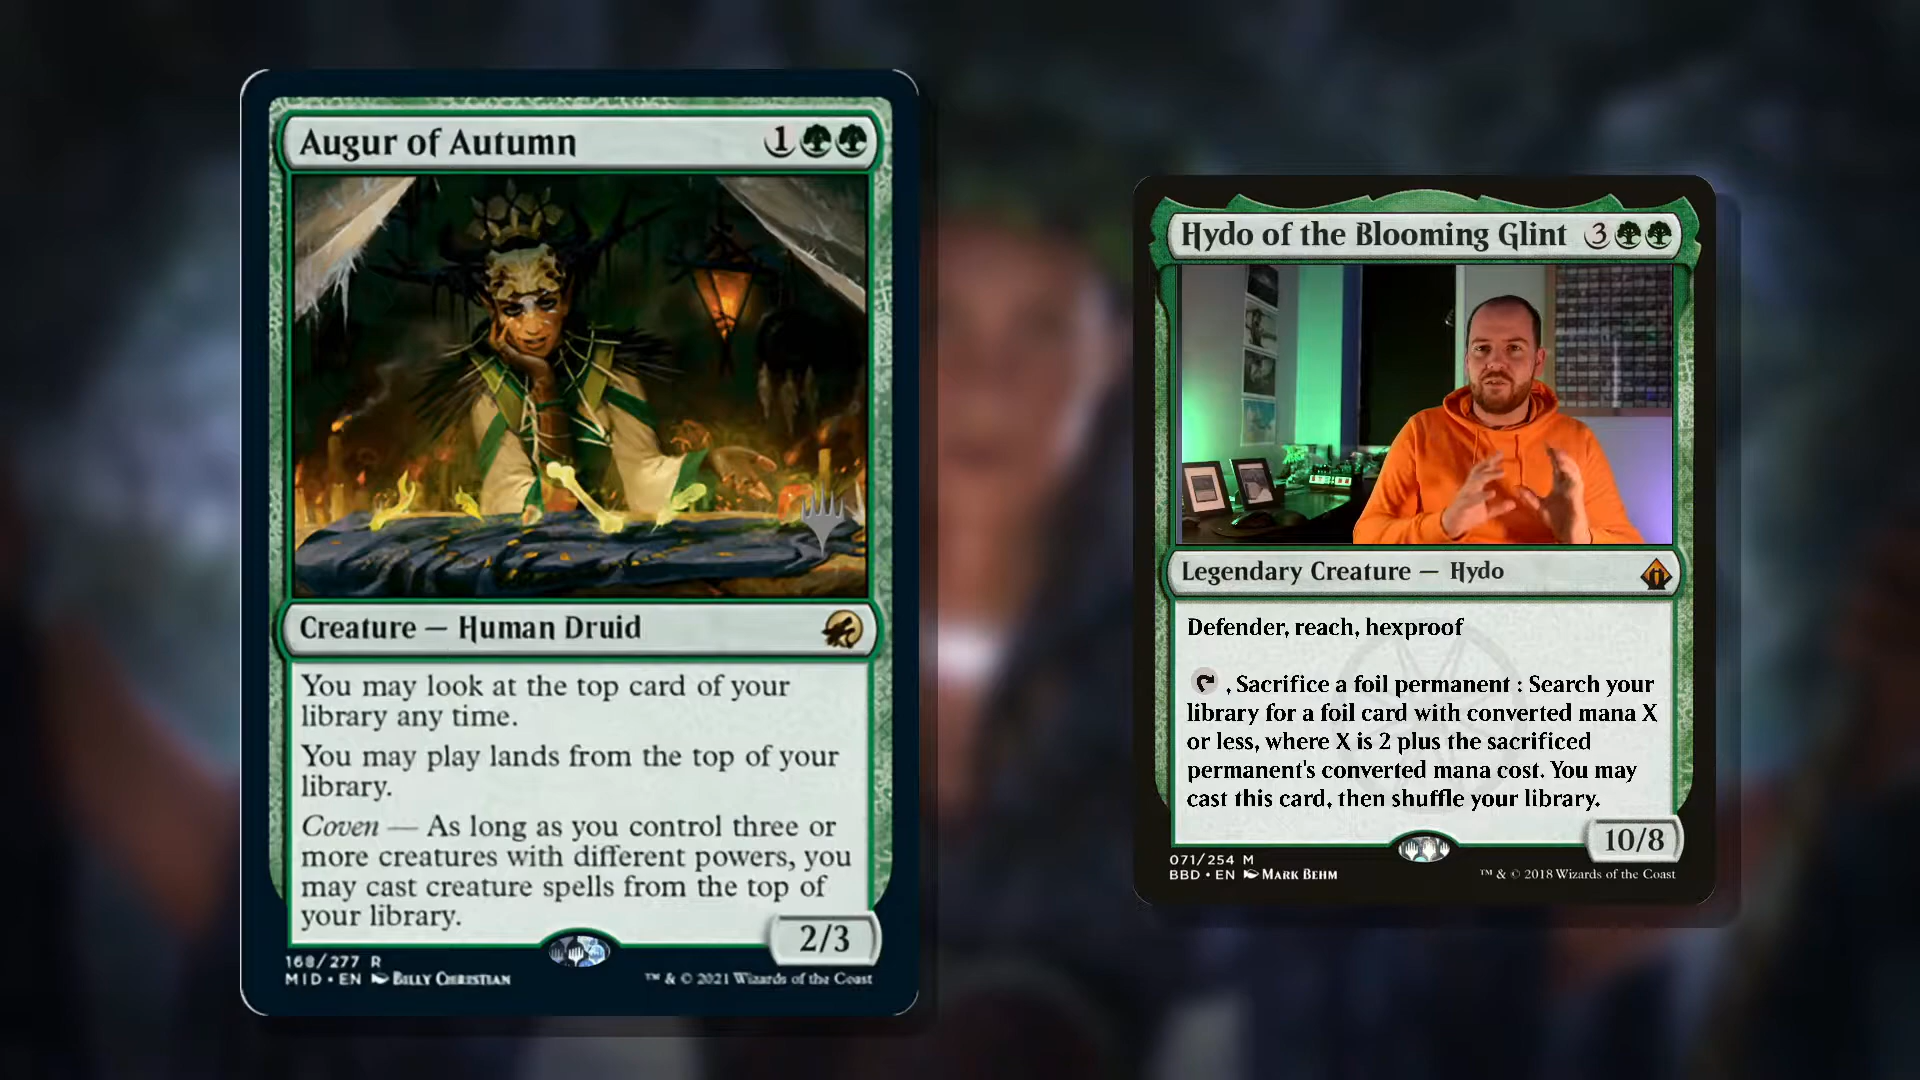 Augur of Autumn 1
Creature — Human Druid
You may look at the top card of your
library any time.
You may play lands from the top of your
library.
Coven — As long as you control three or
more creatures with different powers, you
may cast creature spells from the top of
your library.
2/3
168/277 R
MID • EN BILLY CHRISTIAN
™ & © 2021 Wizards of the Coast
Hydo of the Blooming Glint 3
Legendary Creature — Hydo
Defender, reach, hexproof
, Sacrifice a foil permanent : Search your
library for a foil card with converted mana X
or less, where X is 2 plus the sacrificed
permanent's converted mana cost. You may
cast this card, then shuffle your library.
10/8
071/254 M
BBD • EN MARK BEHM
™ & © 2018 Wizards of the Coast